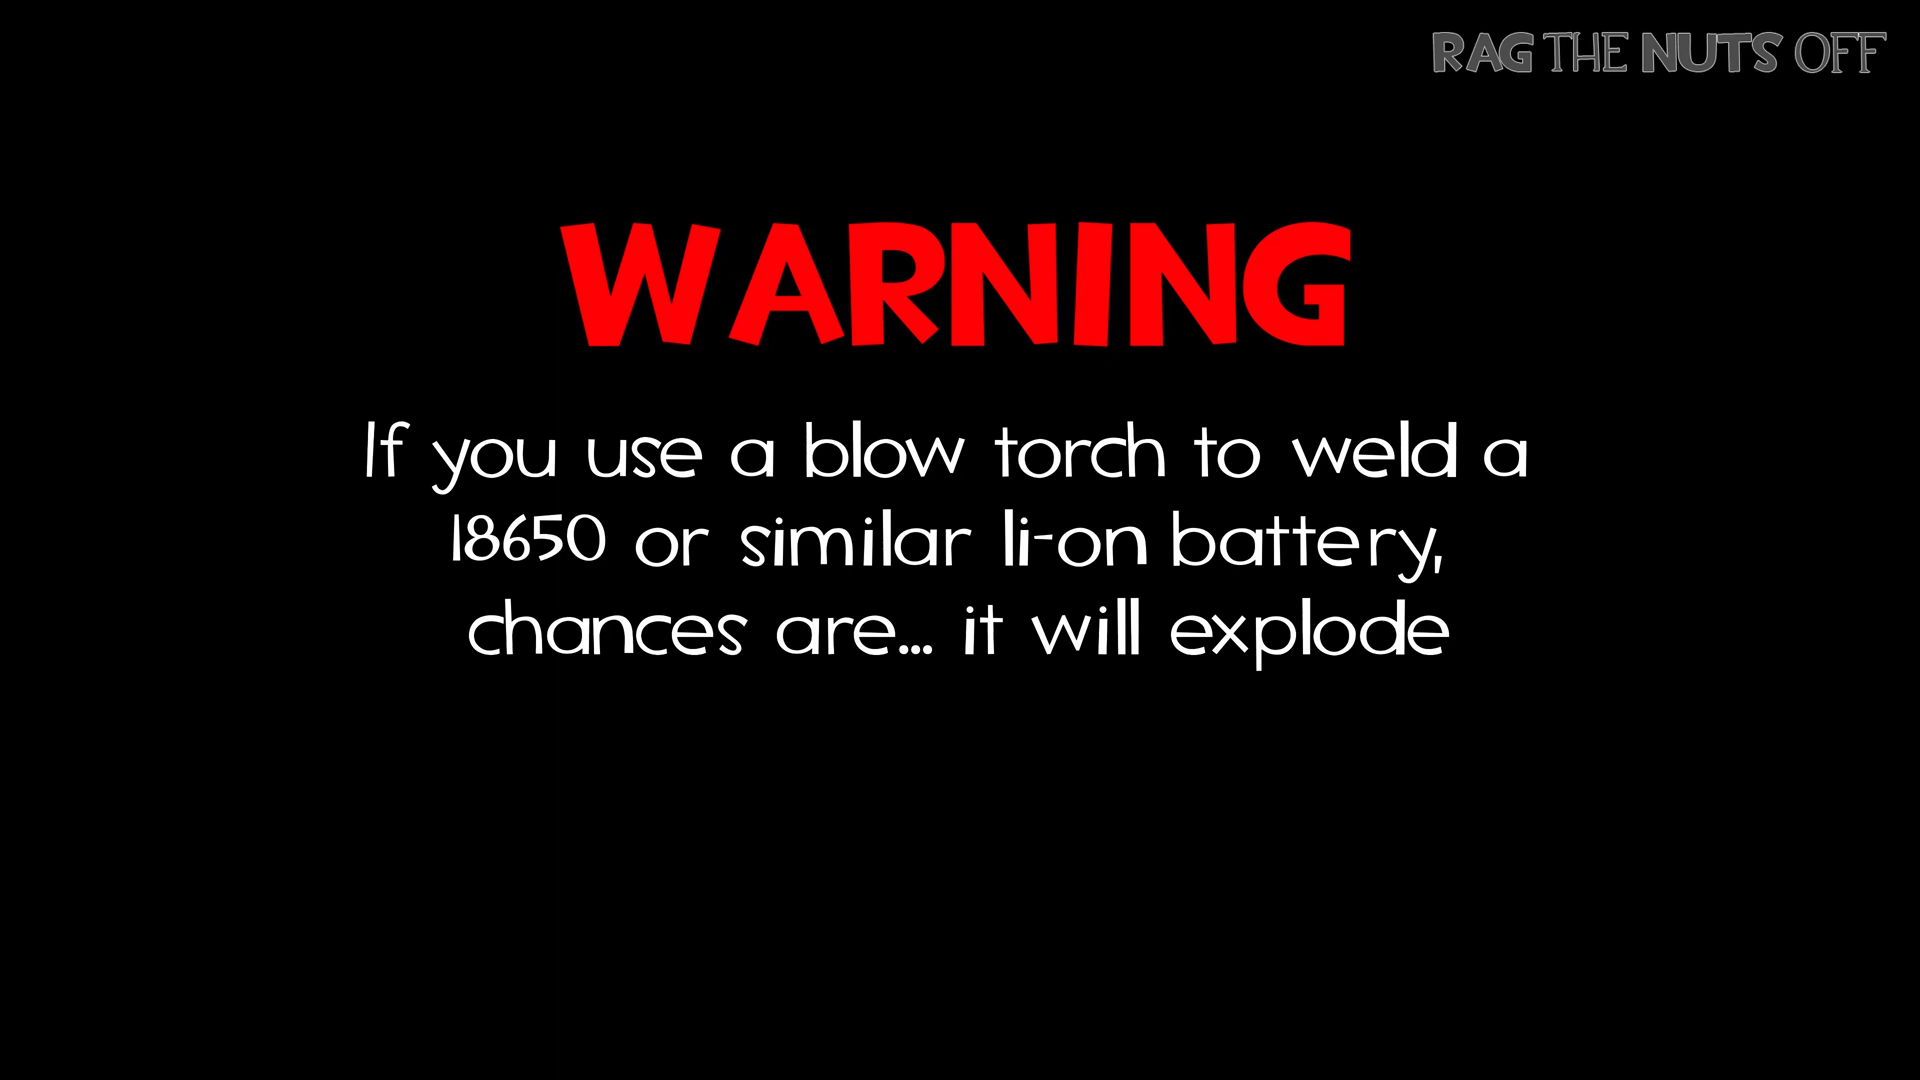 RAG THE NUTS OFF
WARNING
If you use a blow torch to weld a
18650 or similar li-on battery,
chances are... it will explode